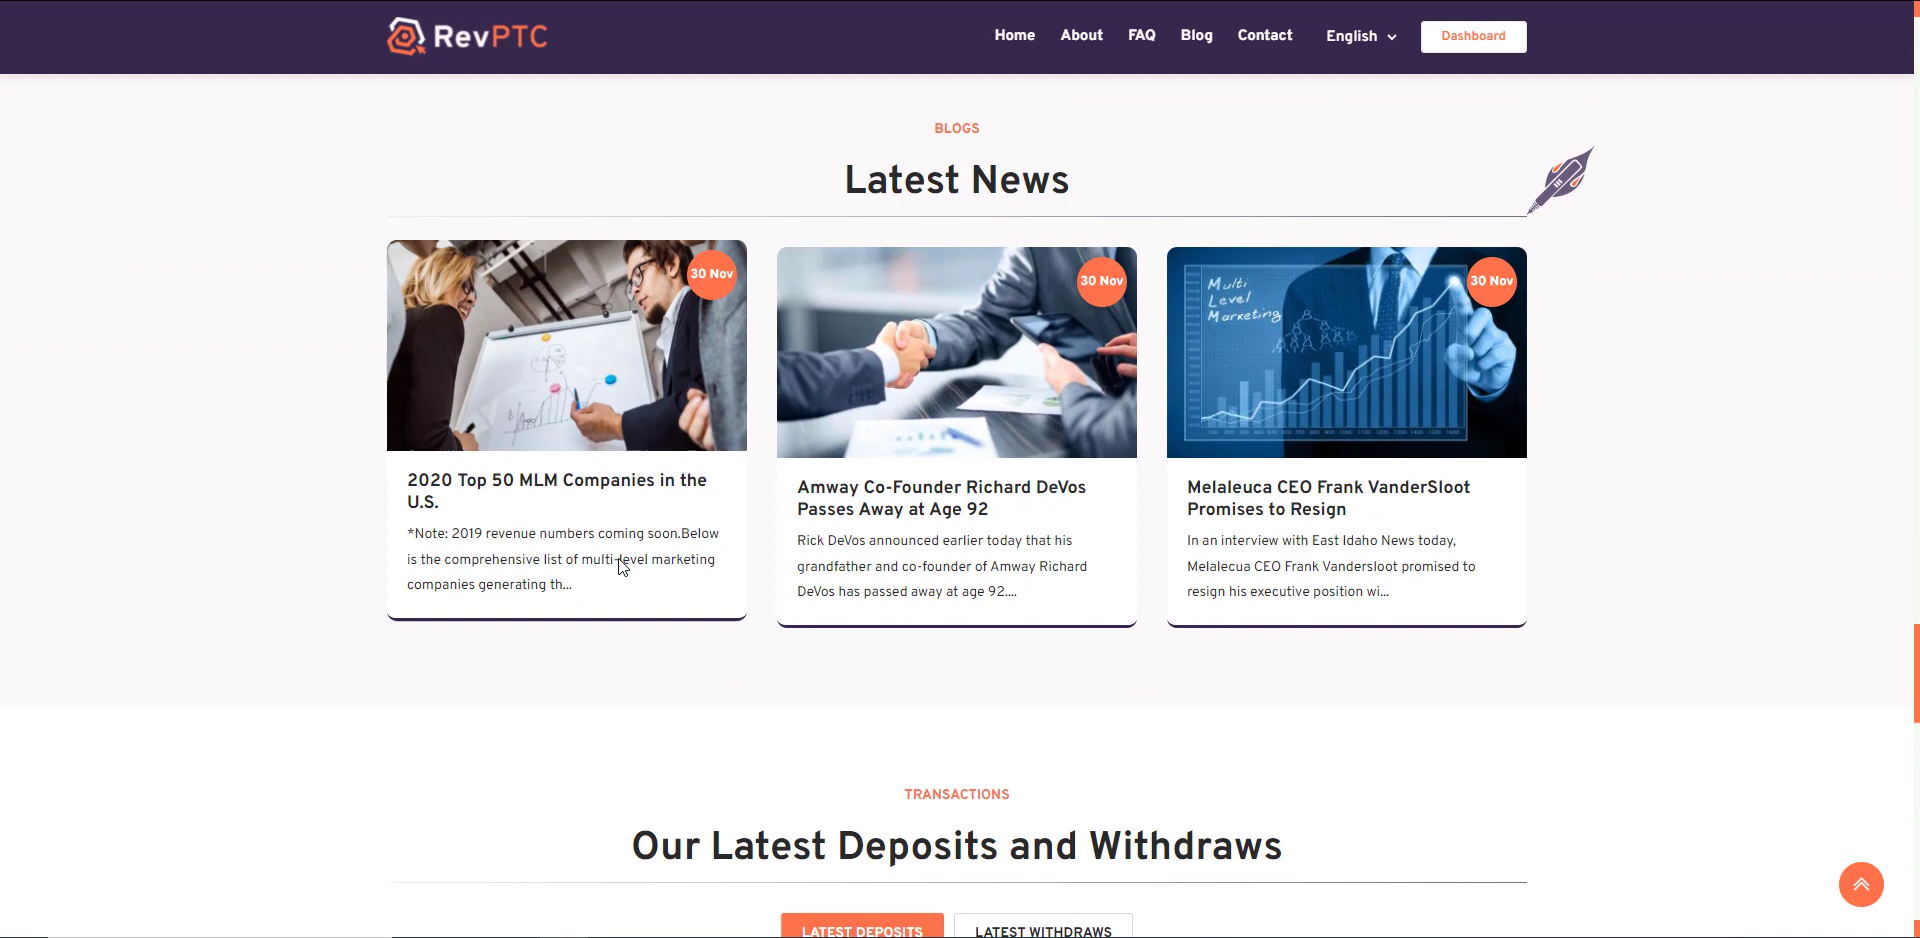 RevPTC
Home About FAQ Blog Contact English Dashboard
BLOGS
Latest News
30 Nov
2020 Top 50 MLM Companies in the
U.S.
*Note: 2019 revenue numbers coming soon.Below
is the comprehensive list of multi-level marketing
companies generating th...
30 Nov
Amway Co-Founder Richard DeVos
Passes Away at Age 92
Rick DeVos announced earlier today that his
grandfather and co-founder of Amway Richard
DeVos has passed away at age 92....
Multi
Level
Marketing
30 Nov
Melaleuca CEO Frank VanderSloot
Promises to Resign
In an interview with East Idaho News today,
Melalecua CEO Frank Vandersloot promised to
resign his executive position wi...
TRANSACTIONS
Our Latest Deposits and Withdraws
LATEST DEPOSITS LATEST WITHDRAWS